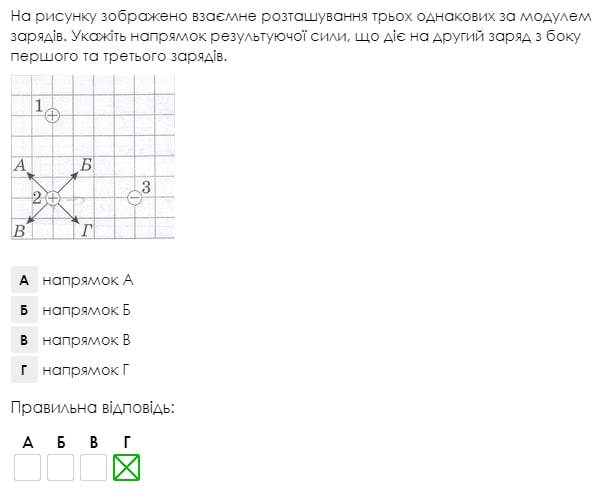 На рисунку зображено взаємне розташування трьох однакових за модулем
зарядів. Укажіть напрямок результуючої сили, що діє на другий заряд з боку
першого та третього зарядів.
1 +
А Б
2 + − 3
В Г
А напрямок А
Б напрямок Б
В напрямок В
Г напрямок Г
Правильна відповідь:
А Б В Г